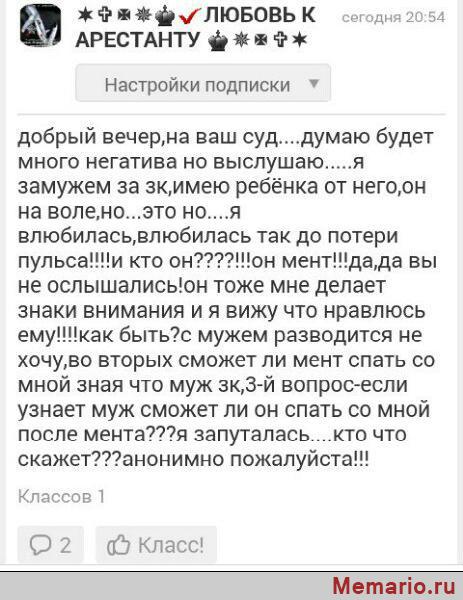 ✶✞✠✵♚✔ЛЮБОВЬ К сегодня 20:54
АРЕСТАНТУ ♚✵✠✞✶
Настройки подписки ▼
добрый вечер,на ваш суд....думаю будет
много негатива но выслушаю.....я
замужем за зк,имею ребёнка от него,он
на воле,но...это но....я
влюбилась,влюбилась так до потери
пульса!!!!и кто он????!!!он мент!!!да,да вы
не ослышались!он тоже мне делает
знаки внимания и я вижу что нравлюсь
ему!!!!как быть?с мужем разводится не
хочу,во вторых сможет ли мент спать со
мной зная что муж зк,3-й вопрос-если
узнает муж сможет ли он спать со мной
после мента???я запуталась....кто что
скажет???анонимно пожалуйста!!!
Классов 1
2 Класс!
Memario.ru